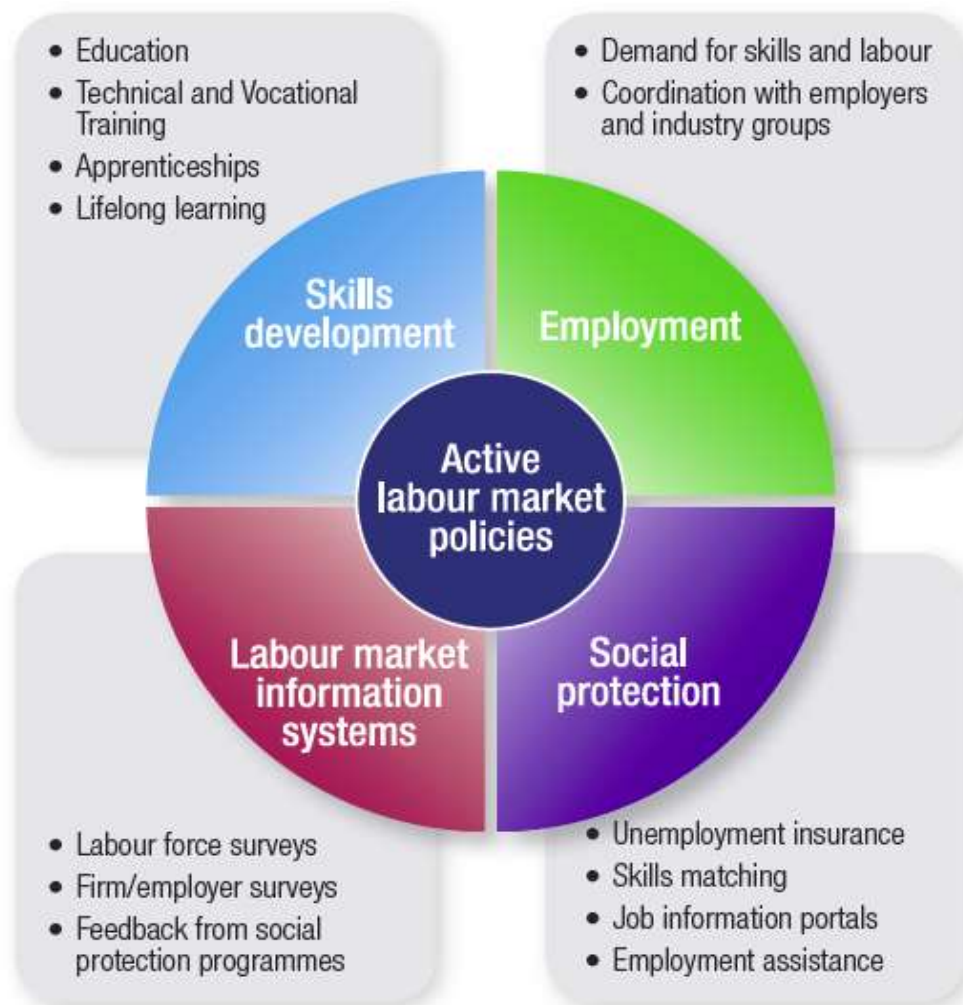 • Education
• Technical and Vocational
Training
• Apprenticeships
• Lifelong learning
• Demand for skills and labour
• Coordination with employers
and industry groups
Skills
development
Employment
Active
labour market
policies
Labour market
information
systems
Social
protection
• Labour force surveys
• Firm/employer surveys
• Feedback from social
protection programmes
• Unemployment insurance
• Skills matching
• Job information portals
• Employment assistance